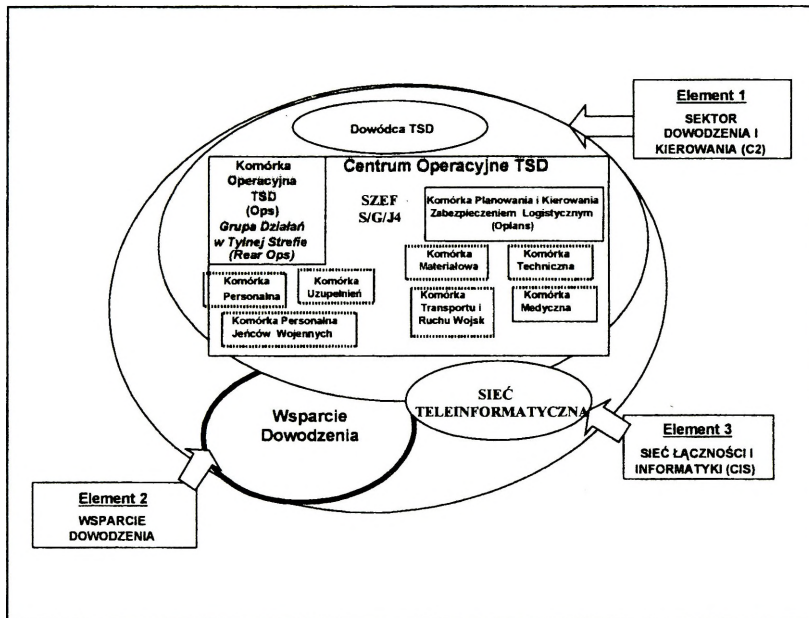 Element 1
SEKTOR
DOWODZENIA I
KIEROWANIA (C2)
Dowódca TSD
Centrum Operacyjne TSD
Komórka
Operacyjna
TSD
(Ops)
Grupa Działań
w Tylnej Strefie
(Rear Ops)
SZEF
S/G/J4
Komórka Planowania i Kierowania
Zabezpieczeniem Logistycznym
(Oplans)
Komórka
Materiałowa
Komórka
Techniczna
Komórka
Personalna
Komórka
Uzupełnień
Komórka
Transportu i
Ruchu Wojsk
Komórka
Medyczna
Komórka Personalna
Jeńców Wojennych
Wsparcie
Dowodzenia
SIEĆ
TELEINFORMATYCZNA
Element 3
SIEĆ ŁĄCZNOŚCI I
INFORMATYKI (CIS)
Element 2
WSPARCIE
DOWODZENIA